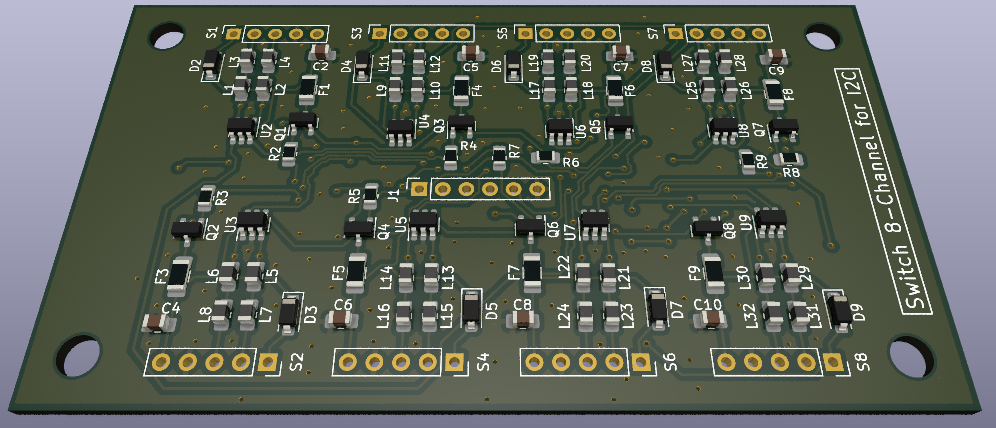 S1 S3 S5 S7
D2 L3 L4 C2 D4 L11 L12 C5 D6 L19 L20 C7 D8 L27 L28 C9
L1 L2 F1 L9 L10 F4 L17 L18 F6 L25 L26 F8
U2 Q1 U4 Q3 U6 Q5 U8 Q7
R2 R4 R7 R6 R9 R8
R3 R5 J1
Q2 U3 Q4 U5 Q6 U7 Q8 U9
F3 L6 L5 F5 L14 L13 F7 L22 L21 F9 L30 L29
C4 L8 L7 D3 C6 L16 L15 D5 C8 L24 L23 D7 C10 L32 L31 D9
S2 S4 S6 S8
Switch 8-Channel for I2C